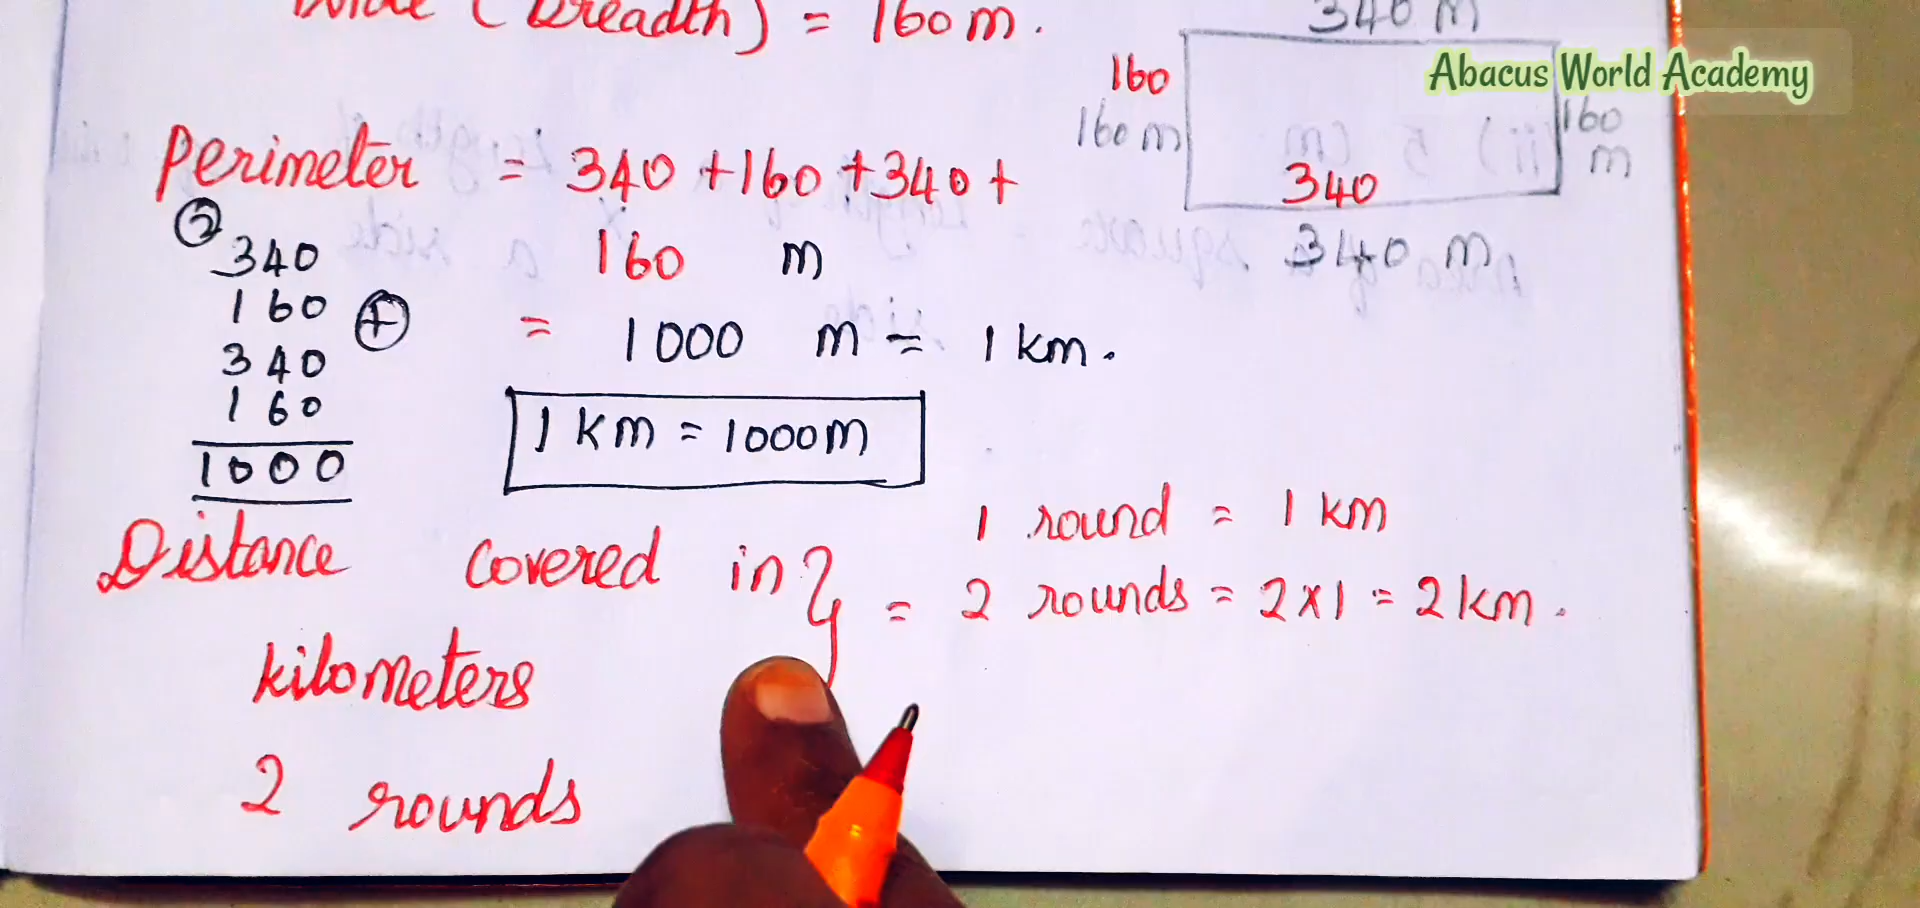 Wide (Breadth) = 160 m.
340 m
Abacus World Academy
160
160 m
160
m
340
340 m
Perimeter = 340 + 160 + 340 +
160 m
= 1000 m = 1 km.
2
340
160 +
340
160
1000
1 km = 1000m
Distance covered in } =
kilometers
2 rounds
1 round = 1 km
2 rounds = 2 x 1 = 2 km.